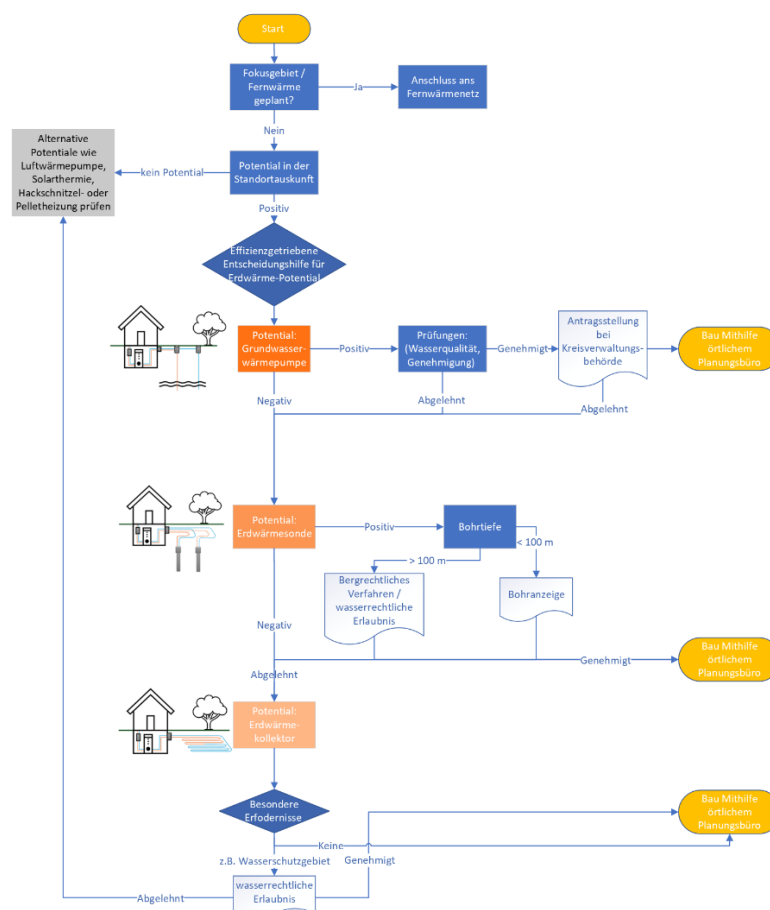 Start
Fokusgebiet /
Fernwärme
geplant?
Ja
Anschluss ans
Fernwärmenetz
Nein
Alternative
Potentiale wie
Luftwärmepumpe,
Solarthermie,
Hackschnitzel- oder
Pelletheizung prüfen
kein Potential
Potential in der
Standortauskunft
Positiv
Effizienzgetriebene
Entscheidungshilfe für
Erdwärme-Potential
Potential:
Grundwasser-
wärmepumpe
Positiv
Prüfungen:
(Wasserqualität,
Genehmigung)
Genehmigt
Antragsstellung
bei
Kreisverwaltungs-
behörde
Bau Mithilfe
örtlichem
Planungsbüro
Negativ
Abgelehnt
Abgelehnt
Potential:
Erdwärmesonde
Positiv
Bohrtiefe
> 100 m
< 100 m
Bergrechtliches
Verfahren /
wasserrechtliche
Erlaubnis
Bohranzeige
Negativ
Abgelehnt
Genehmigt
Bau Mithilfe
örtlichem
Planungsbüro
Potential:
Erdwärme-
kollektor
Besondere
Erfodernisse
Keine
Bau Mithilfe
örtlichem
Planungsbüro
z.B. Wasserschutzgebiet
Genehmigt
wasserrechtliche
Erlaubnis
Abgelehnt